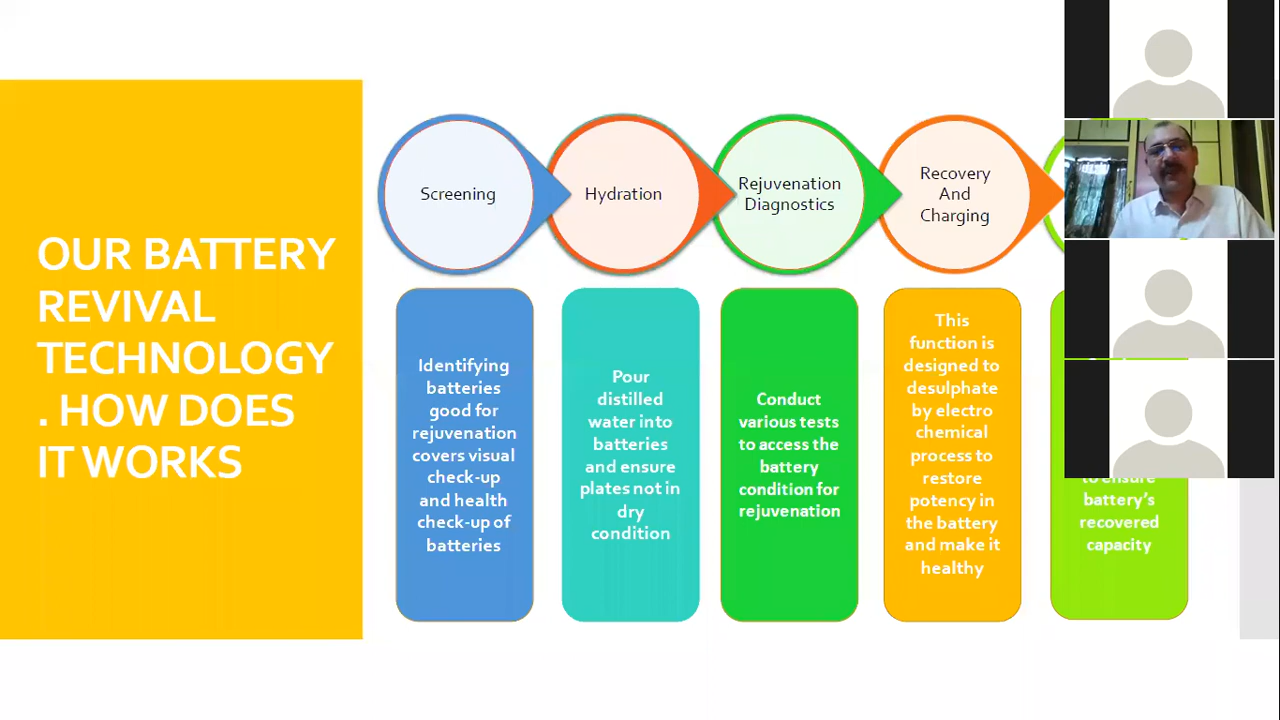 OUR BATTERY
REVIVAL
TECHNOLOGY
. HOW DOES
IT WORKS
Screening
Hydration
Rejuvenation
Diagnostics
Recovery
And
Charging
Identifying
batteries
good for
rejuvenation
covers visual
check-up
and health
check-up of
batteries
Pour
distilled
water into
batteries
and ensure
plates not in
dry
condition
Conduct
various tests
to access the
battery
condition for
rejuvenation
This
function is
designed to
desulphate
by electro
chemical
process to
restore
potency in
the battery
and make it
healthy
to ensure
battery's
recovered
capacity